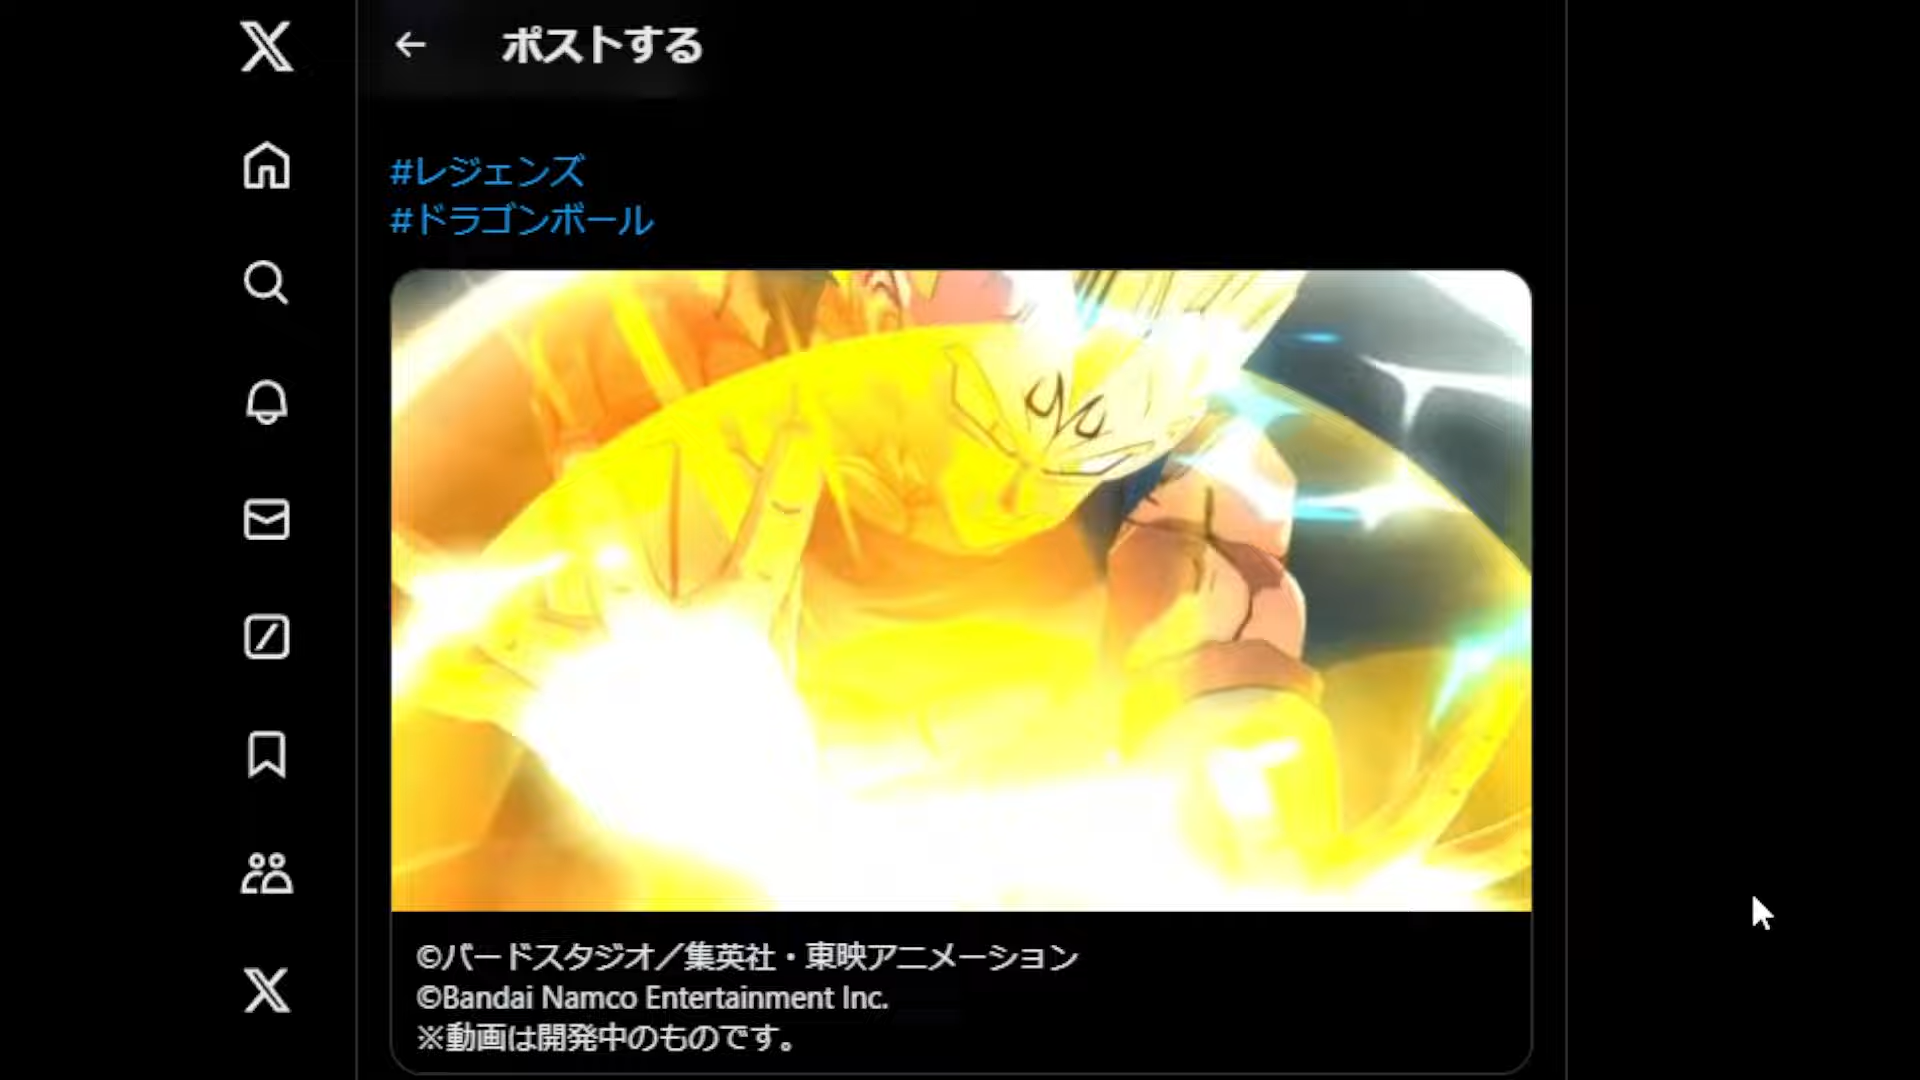 ポストする
#レジェンズ
#ドラゴンボール
©バードスタジオ／集英社・東映アニメーション
©Bandai Namco Entertainment Inc.
※動画は開発中のものです。